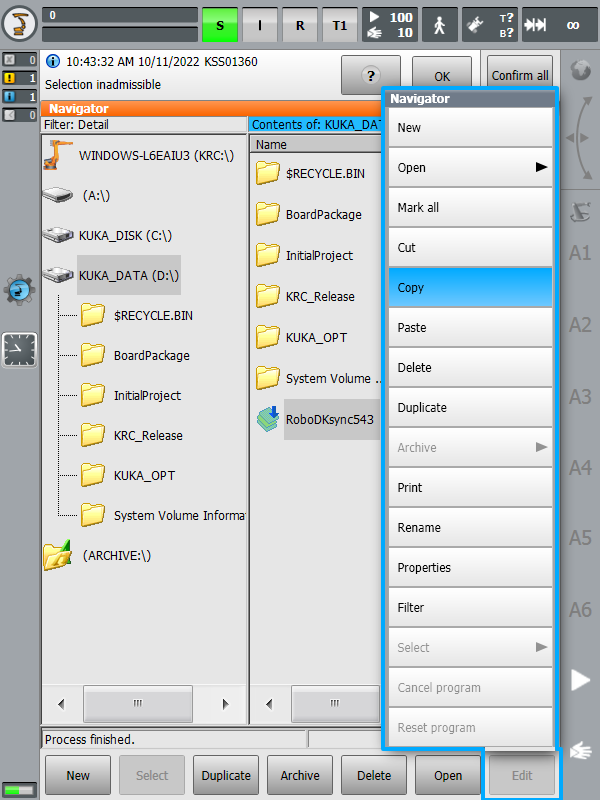 0
S
I
R
T1
100
10
T?
B?
∞
0
1
1
0
10:43:32 AM 10/11/2022 KSS01360
Selection inadmissible
?
OK
Confirm all
Navigator
Filter: Detail
WINDOWS-L6EAIU3 (KRC:\)
(A:\)
KUKA_DISK (C:\)
KUKA_DATA (D:\)
$RECYCLE.BIN
BoardPackage
InitialProject
KRC_Release
KUKA_OPT
System Volume Informa
(ARCHIVE:\)
Contents of: KUKA_DAT
Name
$RECYCLE.BIN
BoardPackage
InitialProject
KRC_Release
KUKA_OPT
System Volume ..
RoboDKsync543
Navigator
New
Open
Mark all
Cut
Copy
Paste
Delete
Duplicate
Archive
Print
Rename
Properties
Filter
Select
Cancel program
Reset program
A1
A2
A3
A4
A5
A6
Process finished.
New
Select
Duplicate
Archive
Delete
Open
Edit